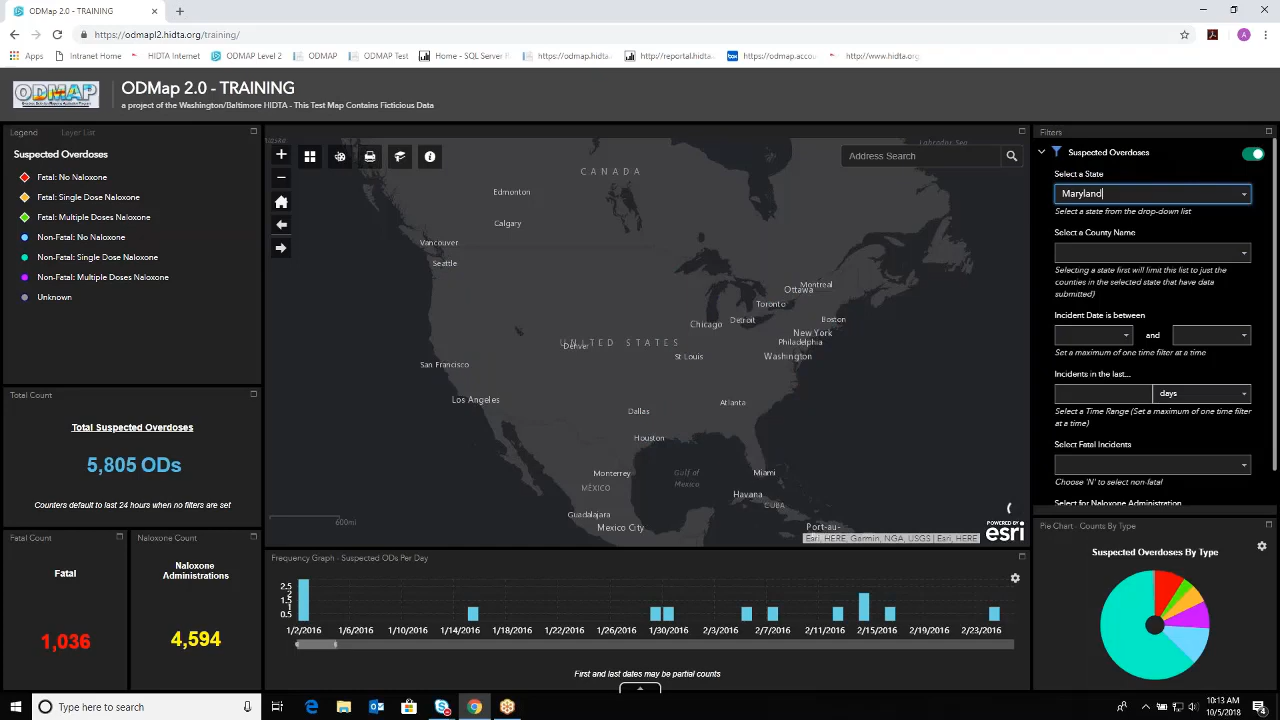 ODMap 2.0 - TRAINING
https://odmapl2.hidta.org/training/
Apps
Intranet Home
HIDTA Internet
ODMAP Level 2
ODMAP
ODMAP Test
Home - SQL Server R
https://odmap.hidta
http://reportal.hidta.
https://odmap.accou
http://www.hidta.org
ODMAP
ODMap 2.0 - TRAINING
a project of the Washington/Baltimore HIDTA - This Test Map Contains Ficticious Data
Legend
Layer List
Suspected Overdoses
Fatal: No Naloxone
Fatal: Single Dose Naloxone
Fatal: Multiple Doses Naloxone
Non-Fatal: No Naloxone
Non-Fatal: Single Dose Naloxone
Non-Fatal: Multiple Doses Naloxone
Unknown
Total Count
Total Suspected Overdoses
5,805 ODs
Counters default to last 24 hours when no filters are set
Fatal Count
Fatal
1,036
Naloxone Count
Naloxone
Administrations
4,594
Alaska
Labrador Sea
Address Search
CANADA
Edmonton
Calgary
Vancouver
Seattle
Montreal
Ottawa
Toronto
Boston
Detroit
Chicago
New York
UNITED STATES
Denver
Philadelphia
St Louis
Washington
San Francisco
Los Angeles
Atlanta
Dallas
Houston
Monterrey
Gulf of
Mexico
Miami
MÉXICO
Havana
CUBA
Guadalajara
Mexico City
Port-au-
600mi
POWERED BY
esri
Esri, HERE, Garmin, NGA, USGS | Esri, HERE
Frequency Graph - Suspected ODs Per Day
2.5
2
1.5
1
0.5
1/2/2016
1/6/2016
1/10/2016
1/14/2016
1/18/2016
1/22/2016
1/26/2016
1/30/2016
2/3/2016
2/7/2016
2/11/2016
2/15/2016
2/19/2016
2/23/2016
First and last dates may be partial counts
Filters
Suspected Overdoses
Select a State
Maryland
Select a state from the drop-down list
Select a County Name
Selecting a state first will limit this list to just the
counties in the selected state that have data
submitted)
Incident Date is between
and
Set a maximum of one time filter at a time
Incidents in the last...
days
Select a Time Range (Set a maximum of one time filter
at a time)
Select Fatal Incidents
Choose 'N' to select non-fatal
Select for Naloxone Administration
Pie Chart - Counts By Type
Suspected Overdoses By Type
Type here to search
10:13 AM
10/5/2018